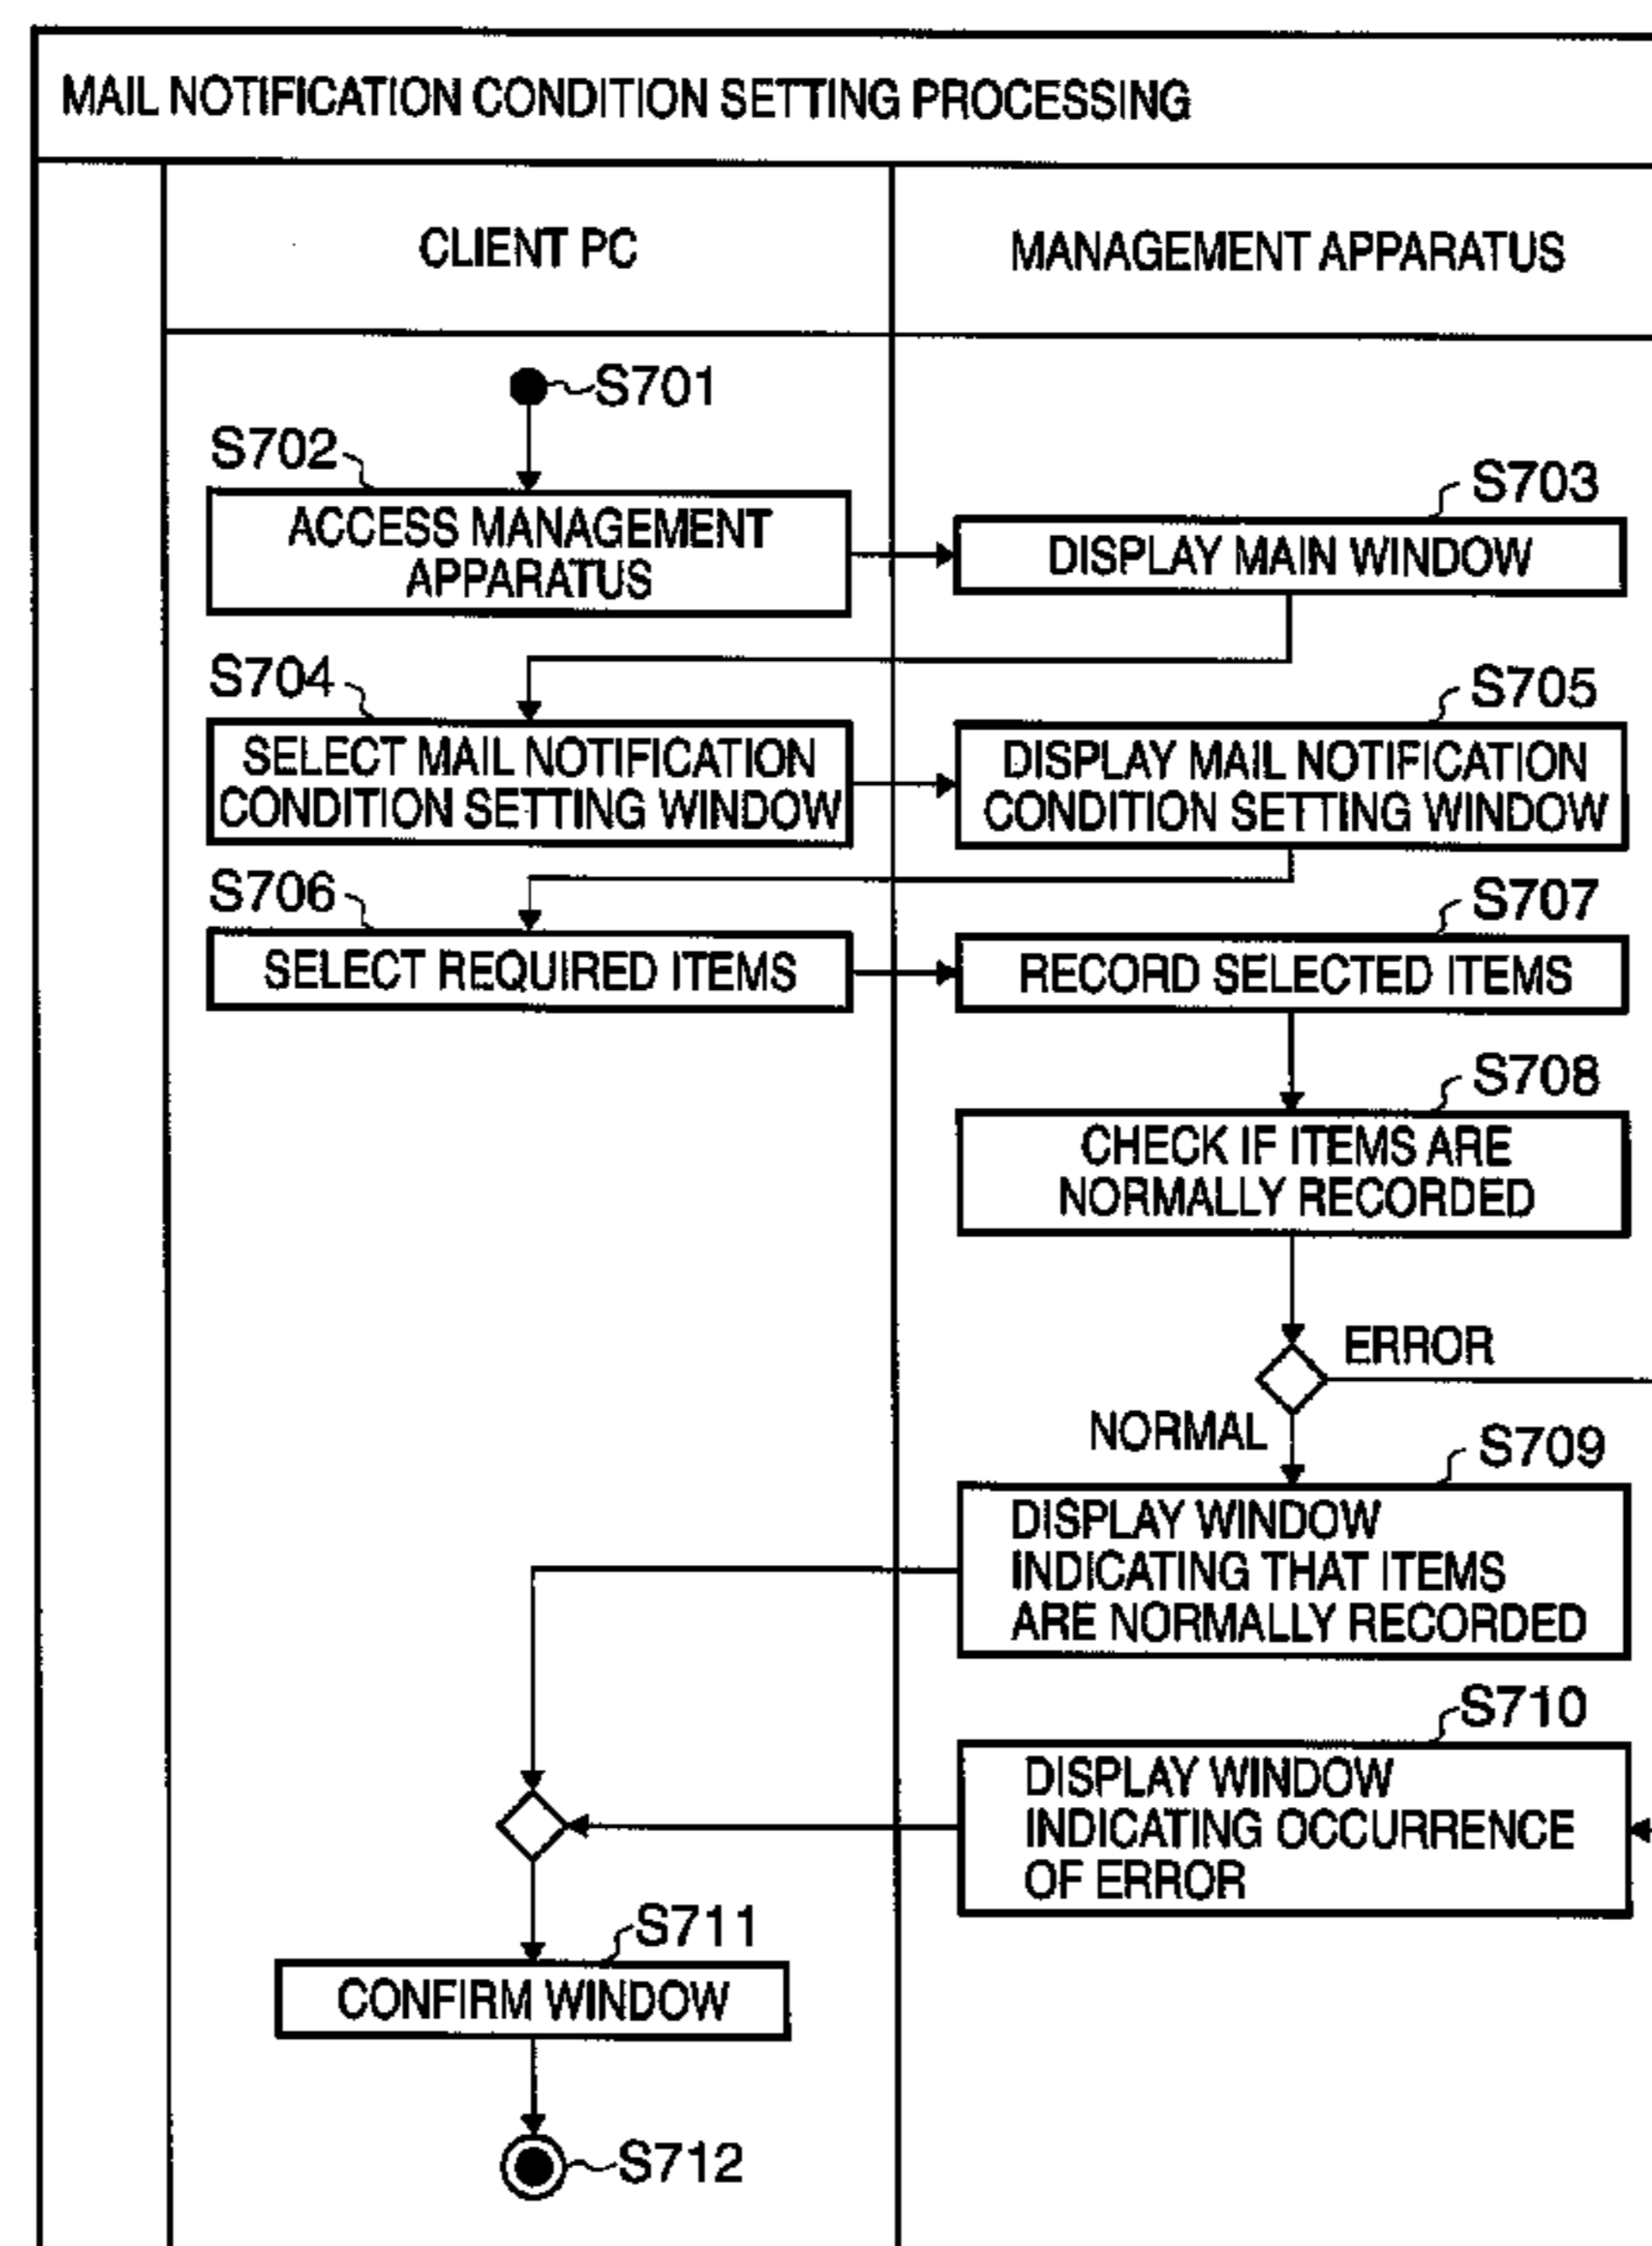 MAIL NOTIFICATION CONDITION SETTING PROCESSING
CLIENT PC
MANAGEMENT APPARATUS
S701
S702
ACCESS MANAGEMENT
APPARATUS
S703
DISPLAY MAIN WINDOW
S704
SELECT MAIL NOTIFICATION
CONDITION SETTING WINDOW
S705
DISPLAY MAIL NOTIFICATION
CONDITION SETTING WINDOW
S706
SELECT REQUIRED ITEMS
S707
RECORD SELECTED ITEMS
S708
CHECK IF ITEMS ARE
NORMALLY RECORDED
ERROR
NORMAL
S709
DISPLAY WINDOW
INDICATING THAT ITEMS
ARE NORMALLY RECORDED
S710
DISPLAY WINDOW
INDICATING OCCURRENCE
OF ERROR
S711
CONFIRM WINDOW
S712